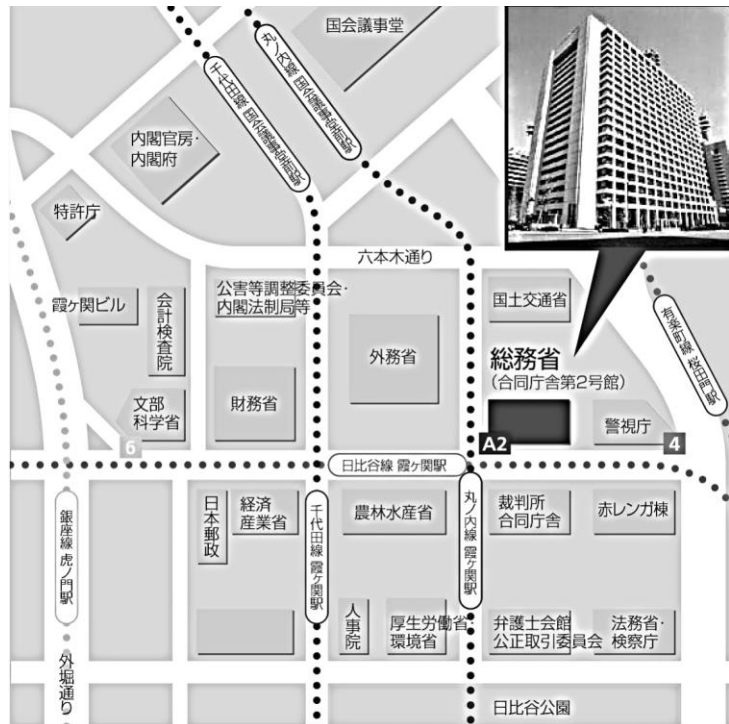 国会議事堂
丸ノ内線 国会議事堂前駅
千代田線 国会議事堂前駅
内閣官房・
内閣府
特許庁
六本木通り
霞ヶ関ビル
会計検査院
公害等調整委員会・
内閣法制局等
国土交通省
有楽町線 桜田門駅
外務省
総務省
(合同庁舎第2号館)
文部
科学省
財務省
警視庁
6
A2
4
日比谷線 霞ヶ関駅
銀座線 虎ノ門駅
日本郵政
経済
産業省
千代田線 霞ヶ関駅
農林水産省
丸ノ内線 霞ヶ関駅
裁判所
合同庁舎
赤レンガ棟
人事院
厚生労働省・
環境省
弁護士会館
公正取引委員会
法務省・
検察庁
外堀通り
日比谷公園